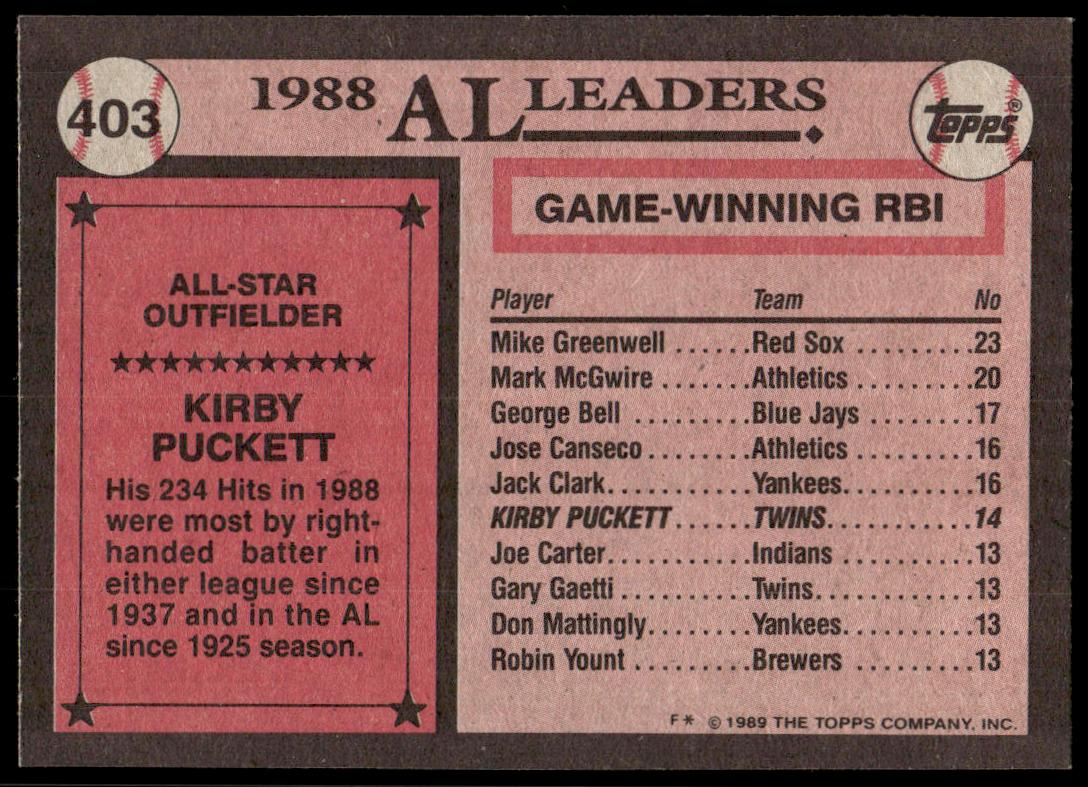 403
1988 AL LEADERS
Topps®
ALL-STAR
OUTFIELDER
KIRBY
PUCKETT
His 234 Hits in 1988
were most by right-
handed batter in
either league since
1937 and in the AL
since 1925 season.
GAME-WINNING RBI
Player Team No
Mike Greenwell ......Red Sox .........23
Mark McGwire .......Athletics ........20
George Bell .........Blue Jays .......17
Jose Canseco........Athletics ........16
Jack Clark...........Yankees.........16
KIRBY PUCKETT......TWINS...........14
Joe Carter...........Indians .........13
Gary Gaetti ..........Twins............13
Don Mattingly........Yankees.........13
Robin Yount .........Brewers .........13
F* © 1989 THE TOPPS COMPANY, INC.